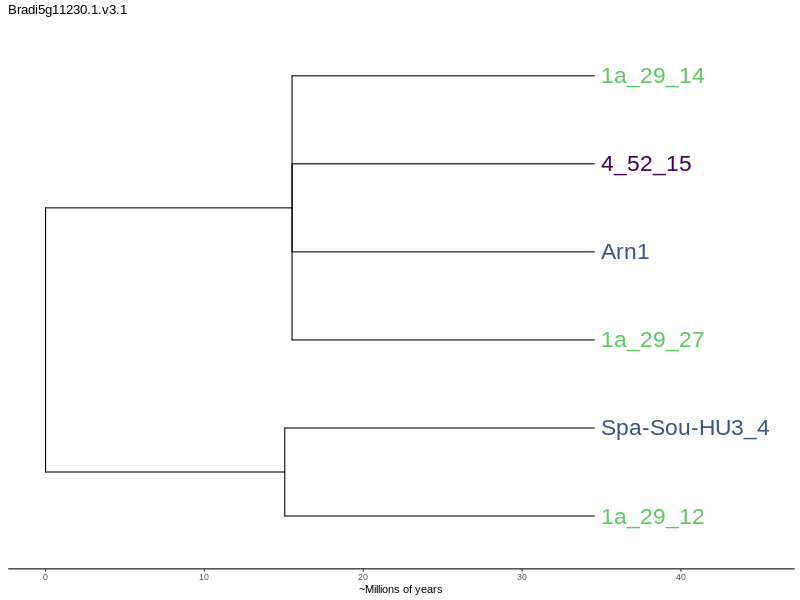 Bradi5g11230.1.v3.1
1a_29_14
4_52_15
Arn1
1a_29_27
Spa-Sou-HU3_4
1a_29_12
0 10 20 30 40
~Millions of years